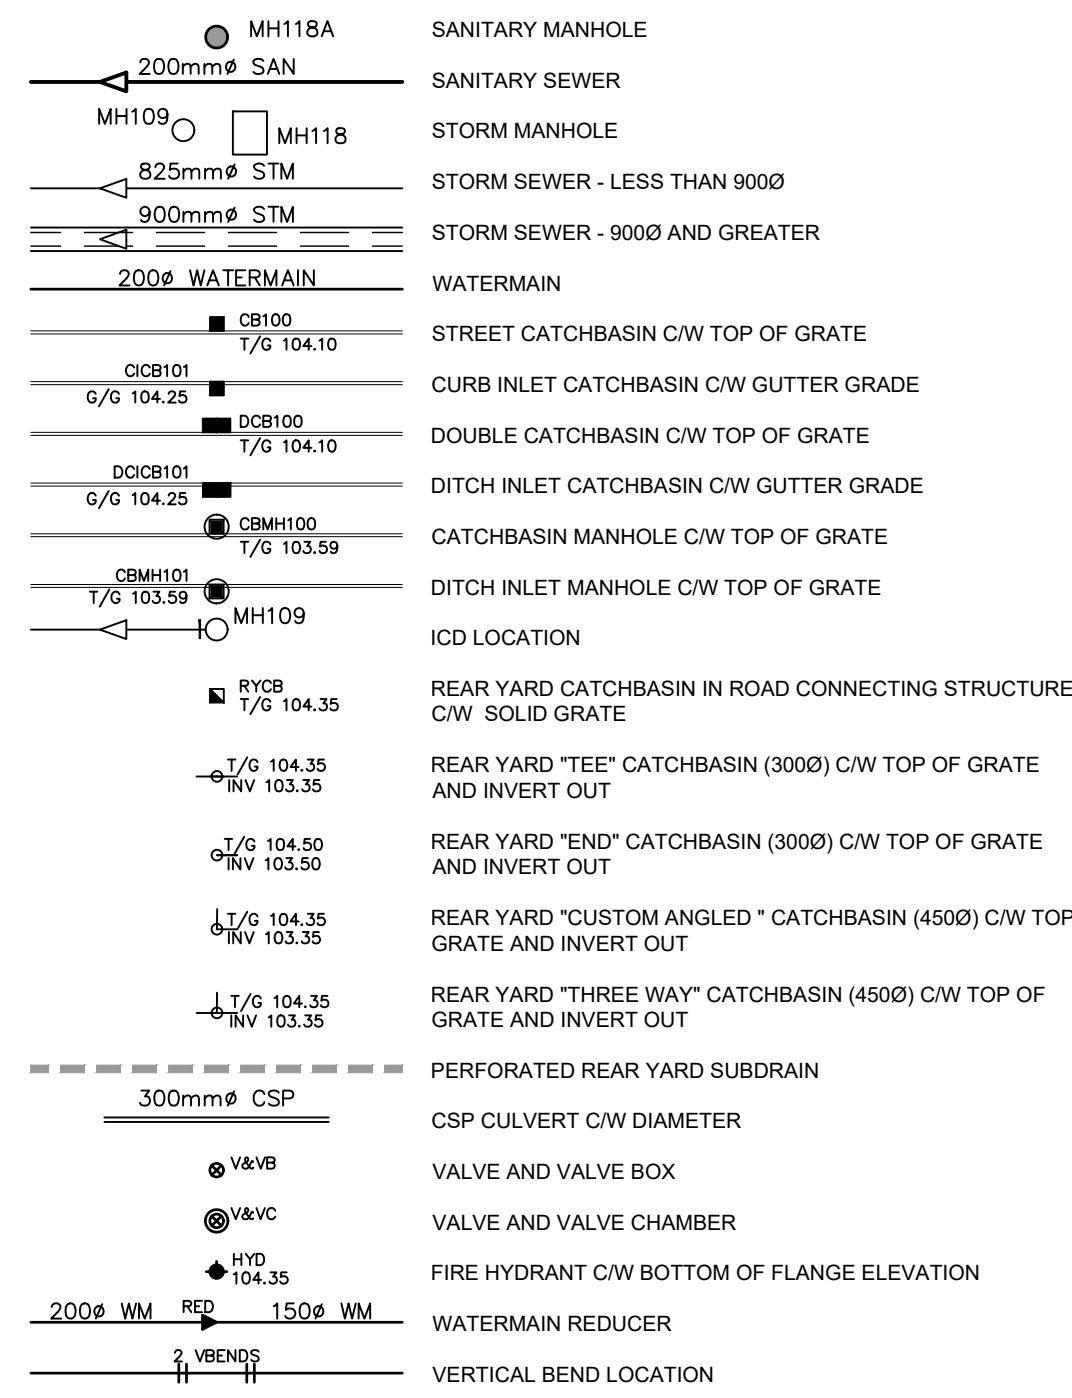 MH118A SANITARY MANHOLE
200mmø SAN SANITARY SEWER
MH109 MH118 STORM MANHOLE
825mmø STM STORM SEWER - LESS THAN 900Ø
900mmø STM STORM SEWER - 900Ø AND GREATER
200ø WATERMAIN WATERMAIN
CB100
T/G 104.10
STREET CATCHBASIN C/W TOP OF GRATE
CICB101
G/G 104.25
CURB INLET CATCHBASIN C/W GUTTER GRADE
DCB100
T/G 104.10
DOUBLE CATCHBASIN C/W TOP OF GRATE
DCICB101
G/G 104.25
DITCH INLET CATCHBASIN C/W GUTTER GRADE
CBMH100
T/G 103.59
CATCHBASIN MANHOLE C/W TOP OF GRATE
CBMH101
T/G 103.59
DITCH INLET MANHOLE C/W TOP OF GRATE
MH109
ICD LOCATION
RYCB
T/G 104.35
REAR YARD CATCHBASIN IN ROAD CONNECTING STRUCTURE
C/W SOLID GRATE
T/G 104.35
INV 103.35
REAR YARD "TEE" CATCHBASIN (300Ø) C/W TOP OF GRATE
AND INVERT OUT
T/G 104.50
INV 103.50
REAR YARD "END" CATCHBASIN (300Ø) C/W TOP OF GRATE
AND INVERT OUT
T/G 104.35
INV 103.35
REAR YARD "CUSTOM ANGLED " CATCHBASIN (450Ø) C/W TOP
GRATE AND INVERT OUT
T/G 104.35
INV 103.35
REAR YARD "THREE WAY" CATCHBASIN (450Ø) C/W TOP OF
GRATE AND INVERT OUT
PERFORATED REAR YARD SUBDRAIN
300mmø CSP
CSP CULVERT C/W DIAMETER
V&VB VALVE AND VALVE BOX
V&VC VALVE AND VALVE CHAMBER
HYD
104.35
FIRE HYDRANT C/W BOTTOM OF FLANGE ELEVATION
200ø WM RED 150ø WM
WATERMAIN REDUCER
2 VBENDS
VERTICAL BEND LOCATION